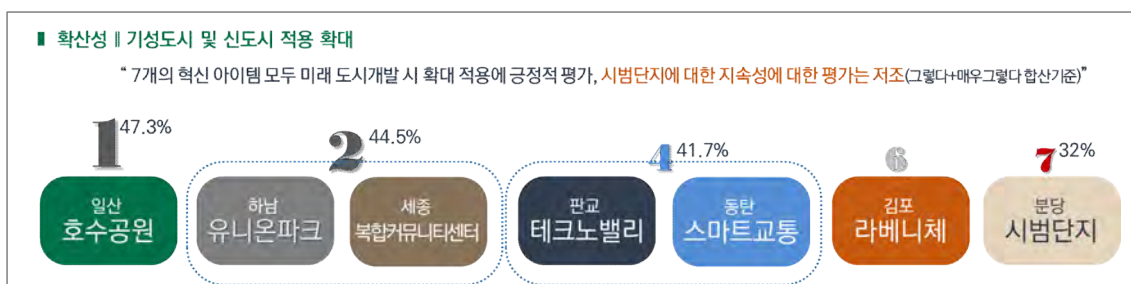 확산성 ‖ 기성도시 및 신도시 적용 확대
“ 7개의 혁신 아이템 모두 미래 도시개발 시 확대 적용에 긍정적 평가, 시범단지에 대한 지속성에 대한 평가는 저조(그렇다+매우그렇다 합산기준)”
1 47.3%
2 44.5%
4 41.7%
6
7 32%
일산
호수공원
하남
유니온파크
세종
복합커뮤니티센터
판교
테크노밸리
동탄
스마트교통
김포
라베니체
분당
시범단지